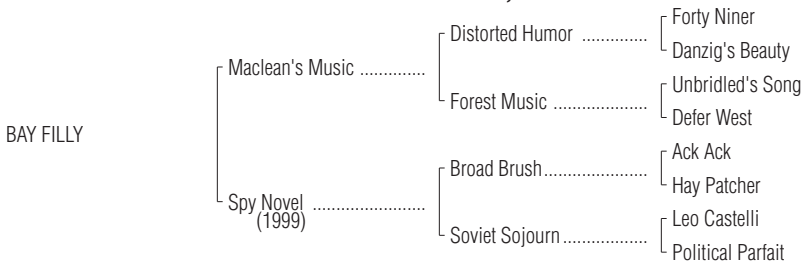 Forty Niner
Distorted Humor ..............
Danzig's Beauty
Maclean's Music ..............
Unbridled's Song
Forest Music ....................
Defer West
BAY FILLY
Ack Ack
Broad Brush......................
Hay Patcher
Spy Novel ........................
(1999)
Leo Castelli
Soviet Sojourn..................
Political Parfait